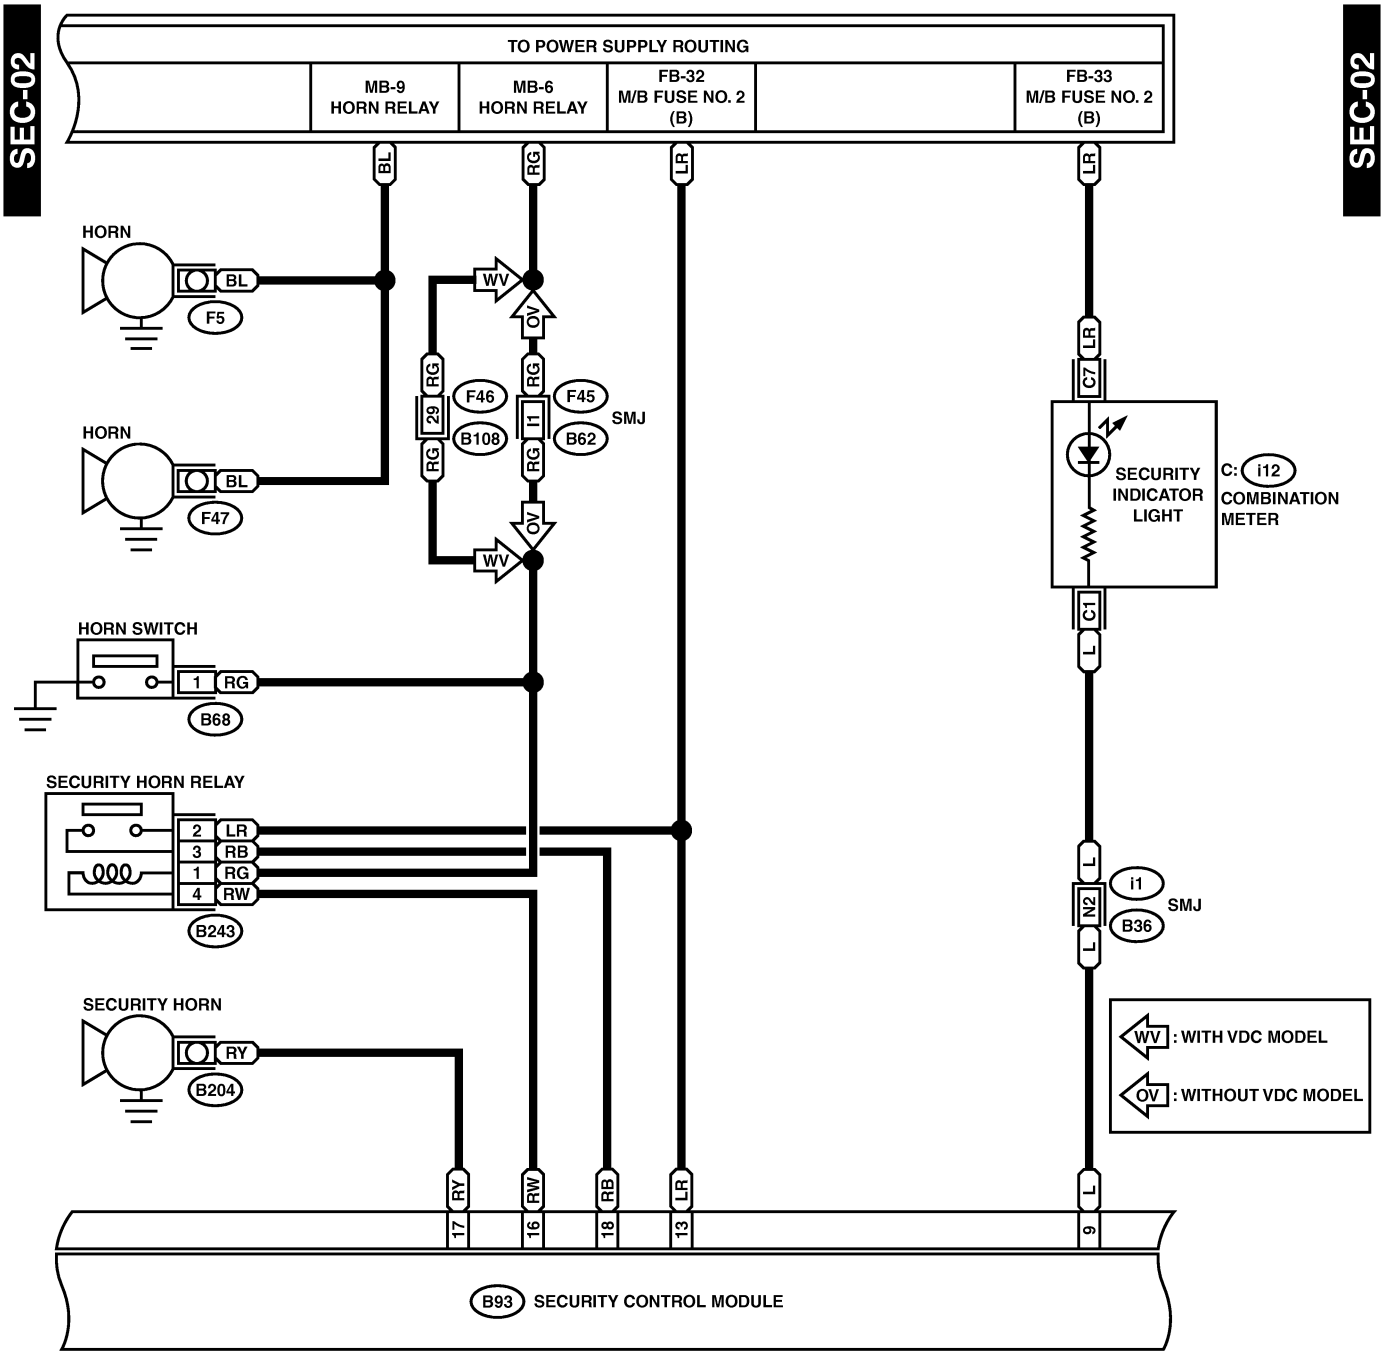 SEC-02
SEC-02
TO POWER SUPPLY ROUTING
MB-9
HORN RELAY
MB-6
HORN RELAY
FB-32
M/B FUSE NO. 2
(B)
FB-33
M/B FUSE NO. 2
(B)
BL
RG
LR
LR
HORN
BL
F5
WV
OV
RG
RG
29
I1
F46
B108
F45
B62
SMJ
RG
RG
OV
WV
LR
C7
SECURITY
INDICATOR
LIGHT
C: i12
COMBINATION
METER
C1
L
HORN
BL
F47
HORN SWITCH
1 RG
B68
SECURITY HORN RELAY
2 LR
3 RB
1 RG
4 RW
B243
L
N2
L
i1
B36
SMJ
SECURITY HORN
RY
B204
WV : WITH VDC MODEL
OV : WITHOUT VDC MODEL
RY
RW
RB
LR
L
17
16
18
13
9
B93 SECURITY CONTROL MODULE